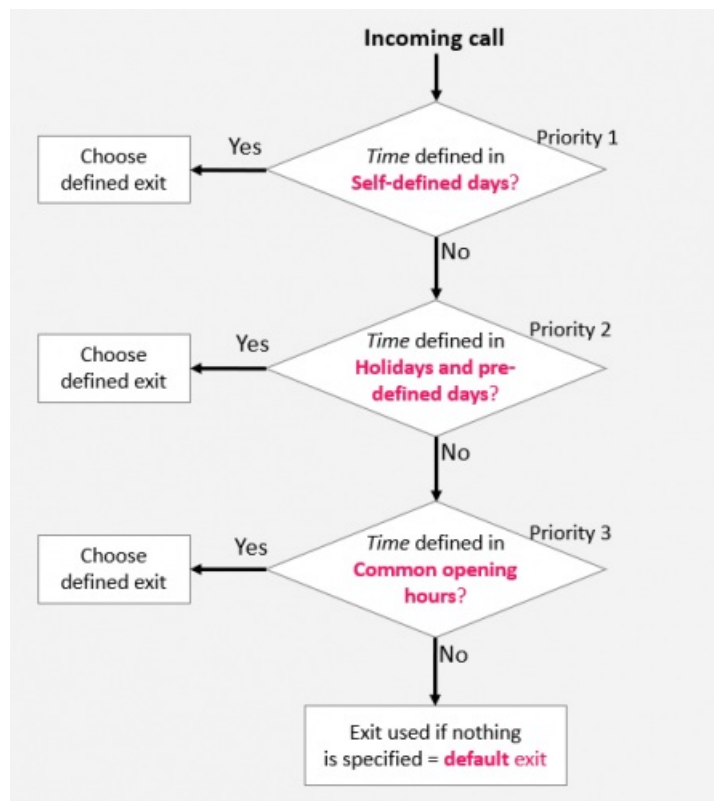 Incoming call
Priority 1
Time defined in
Self-defined days?
Yes
Choose
defined exit
No
Priority 2
Time defined in
Holidays and pre-
defined days?
Yes
Choose
defined exit
No
Priority 3
Time defined in
Common opening
hours?
Yes
Choose
defined exit
No
Exit used if nothing
is specified = default exit